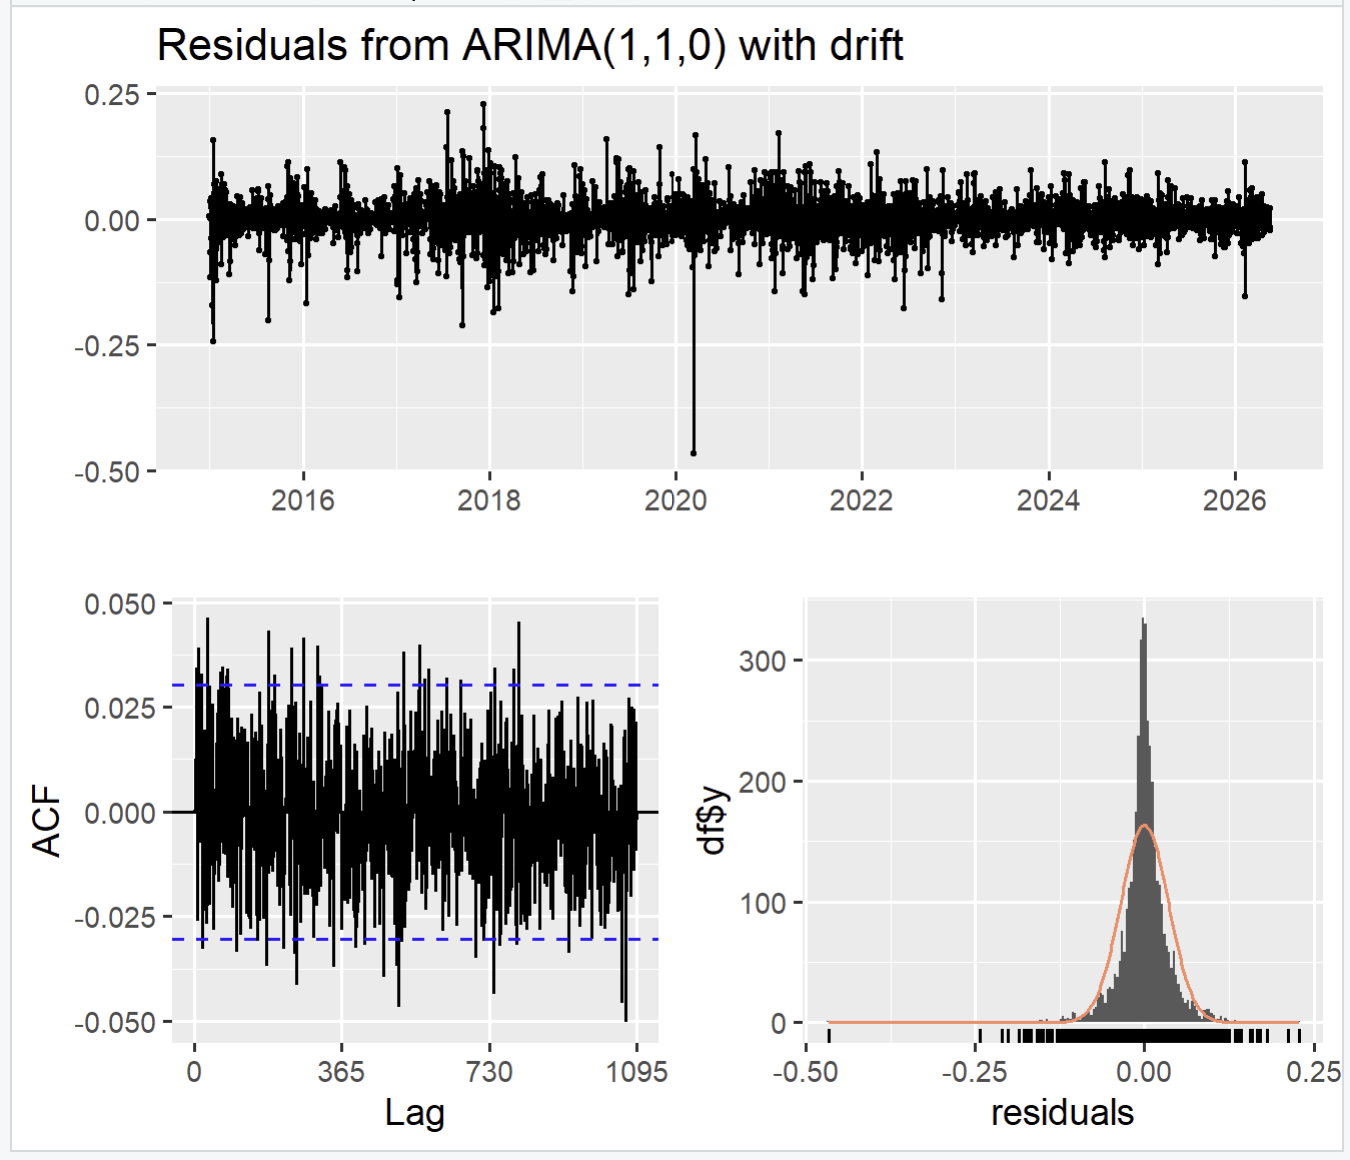 Residuals from ARIMA(1,1,0) with drift
0.25
0.00
-0.25
-0.50
2016 2018 2020 2022 2024 2026
0.050
0.025
0.000
-0.025
-0.050
ACF
0 365 730 1095
Lag
300
200
100
0
df$y
-0.50 -0.25 0.00 0.25
residuals